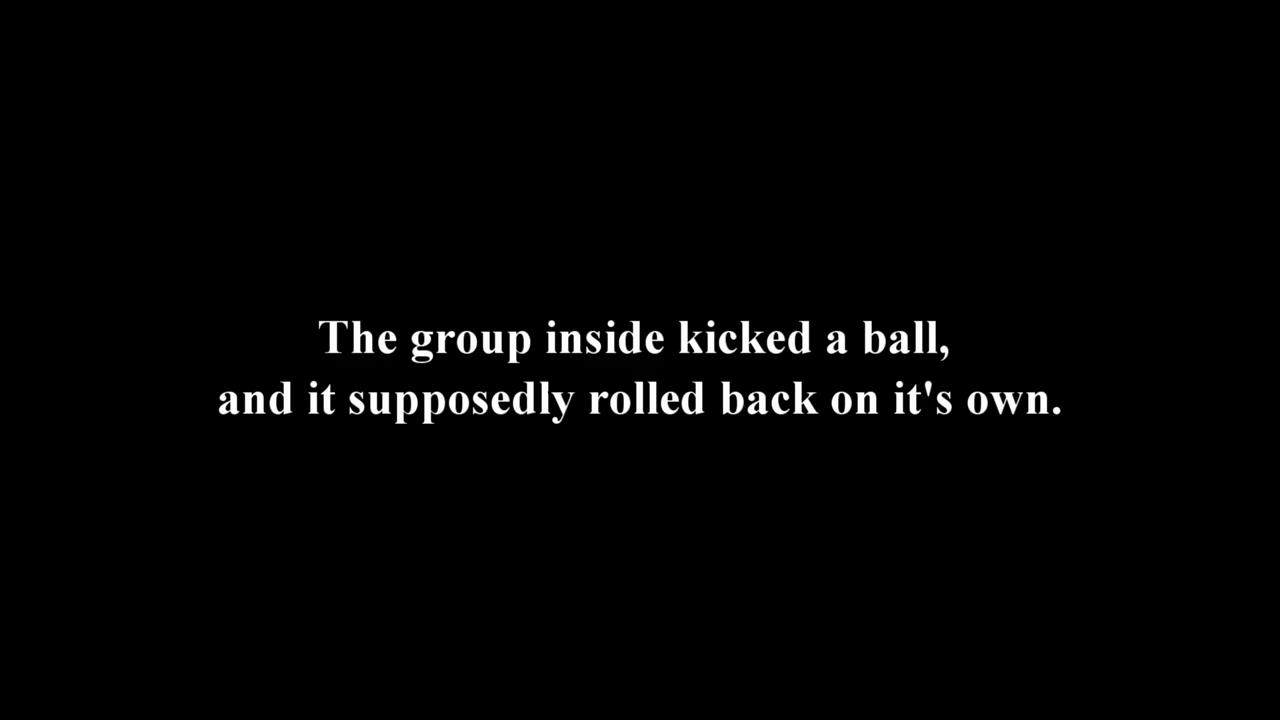 The group inside kicked a ball,
and it supposedly rolled back on it's own.